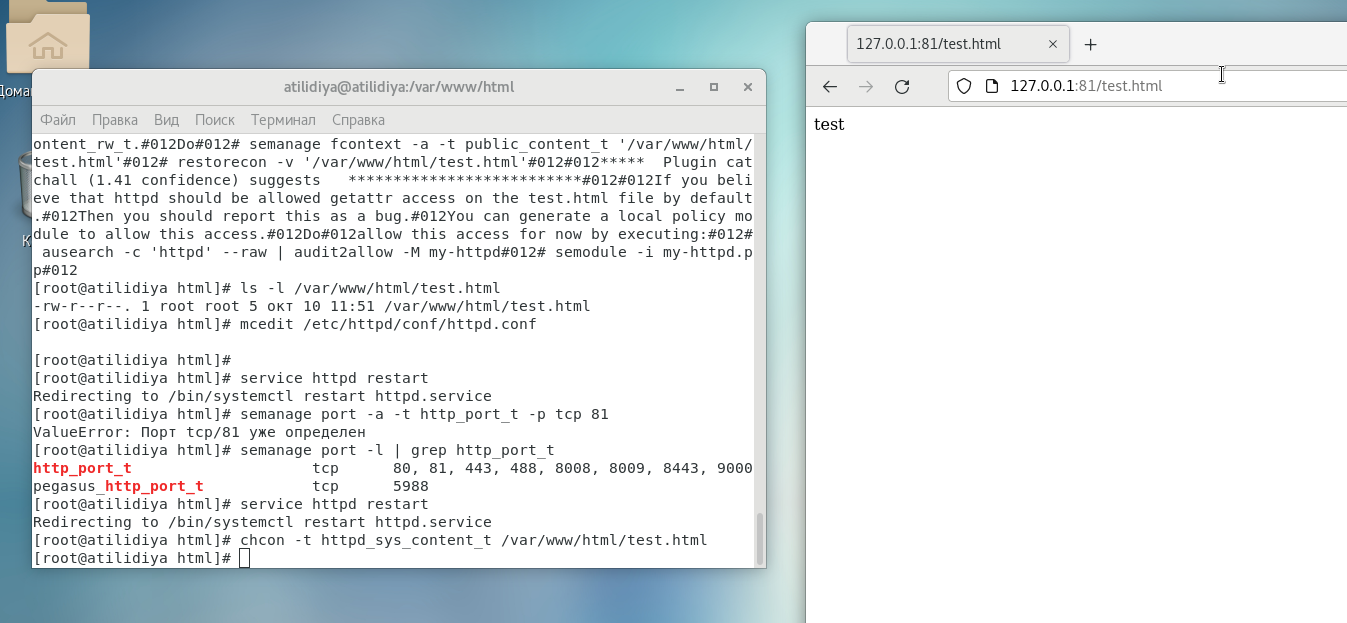 Дома
К
atilidiya@atilidiya:/var/www/html
Файл Правка Вид Поиск Терминал Справка
ontent_rw_t.#012Do#012# semanage fcontext -a -t public_content_t '/var/www/html/
test.html'#012# restorecon -v '/var/www/html/test.html'#012#012*****  Plugin cat
chall (1.41 confidence) suggests   **************************#012#012If you beli
eve that httpd should be allowed getattr access on the test.html file by default
.#012Then you should report this as a bug.#012You can generate a local policy mo
dule to allow this access.#012Do#012allow this access for now by executing:#012#
 ausearch -c 'httpd' --raw | audit2allow -M my-httpd#012# semodule -i my-httpd.p
p#012
[root@atilidiya html]# ls -l /var/www/html/test.html
-rw-r--r--. 1 root root 5 окт 10 11:51 /var/www/html/test.html
[root@atilidiya html]# mcedit /etc/httpd/conf/httpd.conf
[root@atilidiya html]#
[root@atilidiya html]# service httpd restart
Redirecting to /bin/systemctl restart httpd.service
[root@atilidiya html]# semanage port -a -t http_port_t -p tcp 81
ValueError: Порт tcp/81 уже определен
[root@atilidiya html]# semanage port -l | grep http_port_t
http_port_t                    tcp      80, 81, 443, 488, 8008, 8009, 8443, 9000
pegasus_http_port_t            tcp      5988
[root@atilidiya html]# service httpd restart
Redirecting to /bin/systemctl restart httpd.service
[root@atilidiya html]# chcon -t httpd_sys_content_t /var/www/html/test.html
[root@atilidiya html]#
127.0.0.1:81/test.html
127.0.0.1:81/test.html
test